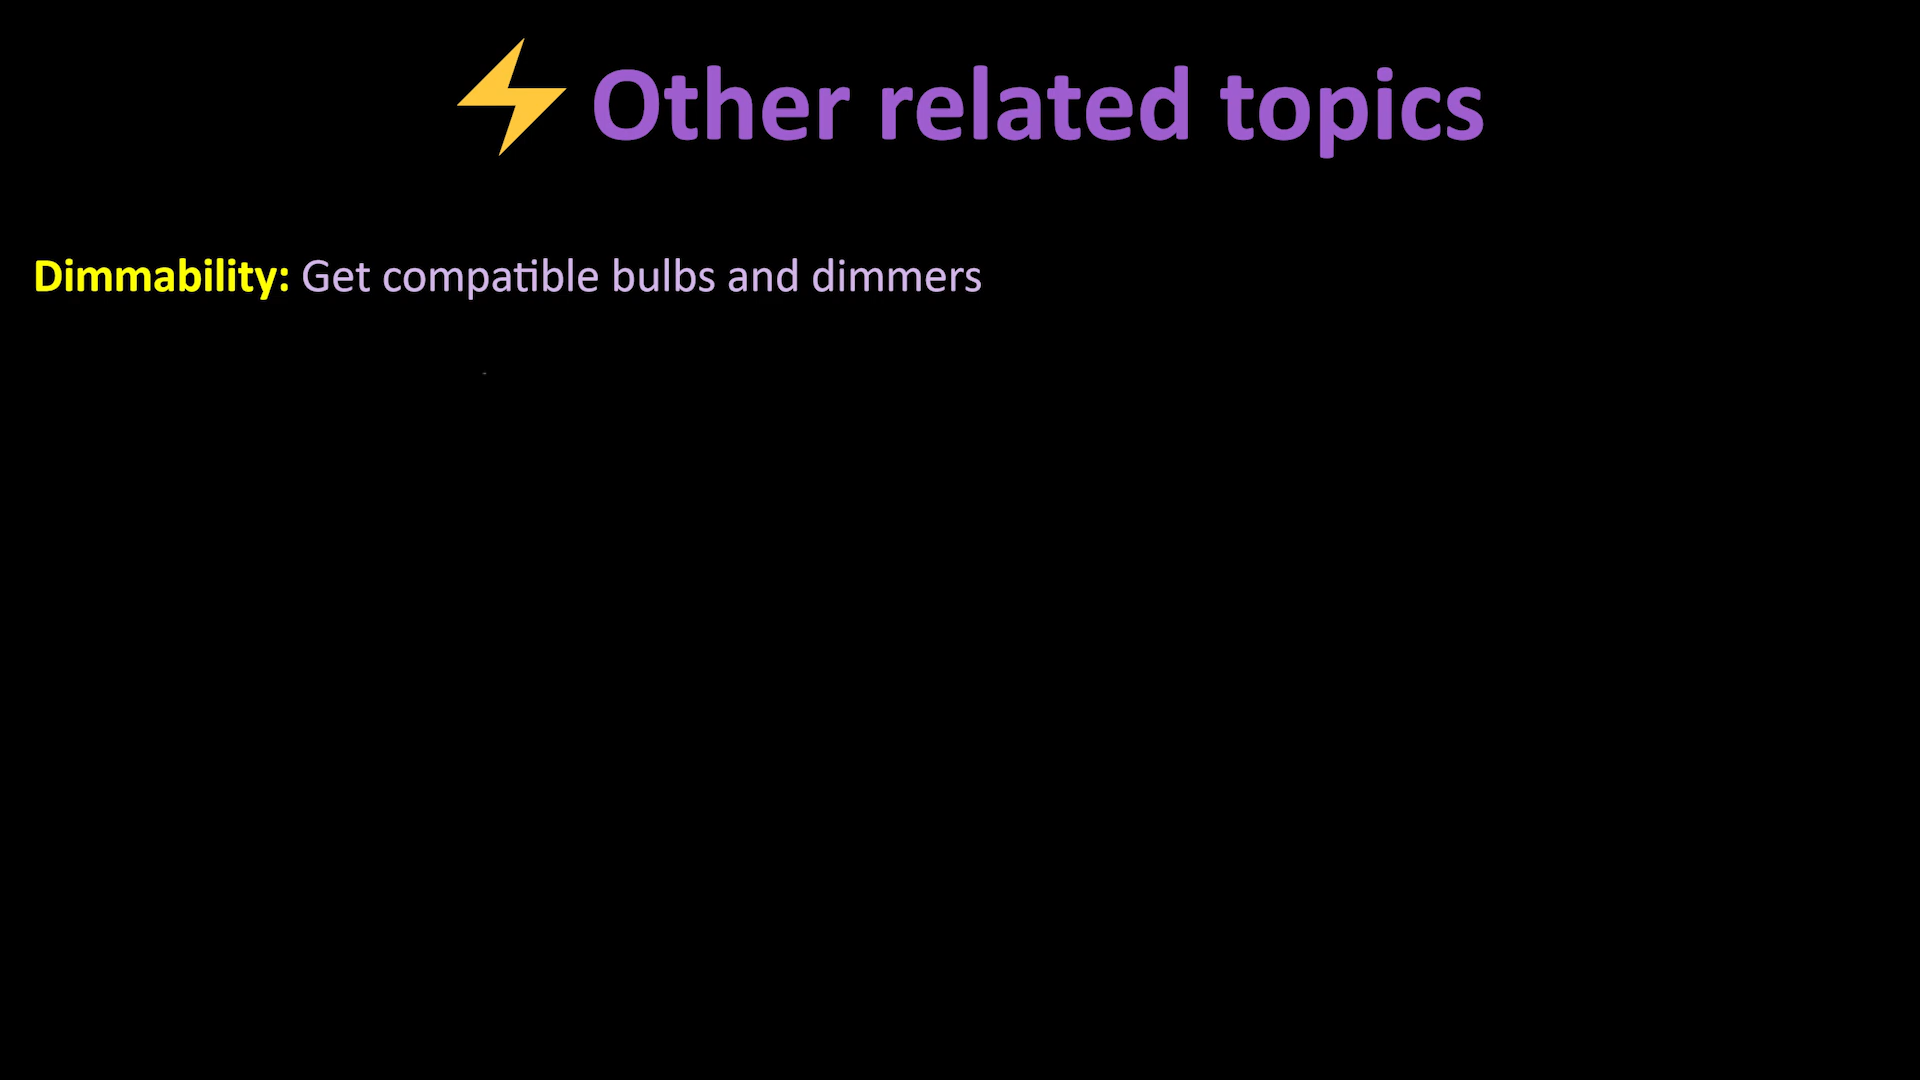 ⚡ Other related topics
Dimmability: Get compatible bulbs and dimmers